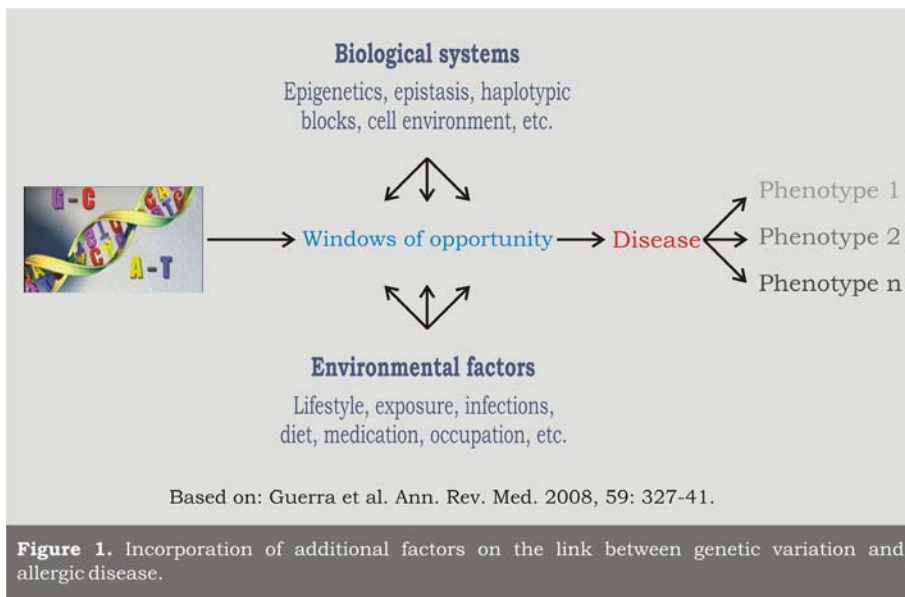 Biological systems
Epigenetics, epistasis, haplotypic
blocks, cell environment, etc.
G-C
A-T
Windows of opportunity
Disease
Phenotype 1
Phenotype 2
Phenotype n
Environmental factors
Lifestyle, exposure, infections,
diet, medication, occupation, etc.
Based on: Guerra et al. Ann. Rev. Med. 2008, 59: 327-41.
Figure 1. Incorporation of additional factors on the link between genetic variation and
allergic disease.